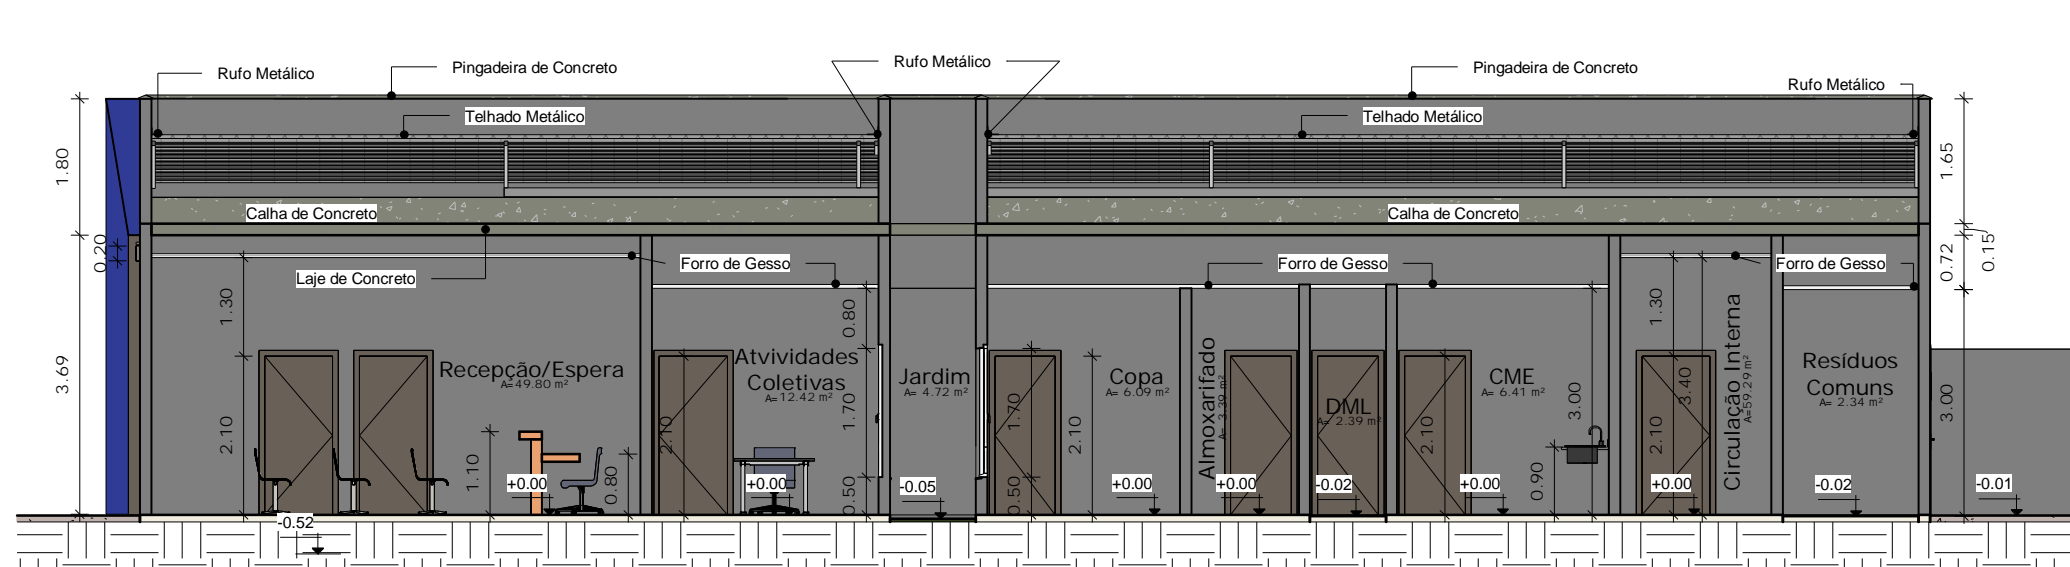 Rufo Metálico
Pingadeira de Concreto
Rufo Metálico
Pingadeira de Concreto
Rufo Metálico
Telhado Metálico
Telhado Metálico
1.80
1.65
Calha de Concreto
Calha de Concreto
0.20
Laje de Concreto
Forro de Gesso
Forro de Gesso
Forro de Gesso
0.72
0.15
1.30
0.80
1.30
3.69
Recepção/Espera
A=49.80 m²
Atvividades
Coletivas
A=12.42 m²
Jardim
A= 4.72 m²
Copa
A= 6.09 m²
Almoxarifado
A= 3.39 m²
DML
A= 2.39 m²
CME
A= 6.41 m²
Circulação Interna
A=59.29 m²
Resíduos
Comuns
A= 2.34 m²
2.10
1.10
0.80
2.10
1.70
0.50
1.70
0.50
2.10
2.10
3.00
0.90
2.10
3.40
3.00
+0.00
+0.00
-0.05
+0.00
+0.00
-0.02
+0.00
+0.00
-0.02
-0.01
-0.52